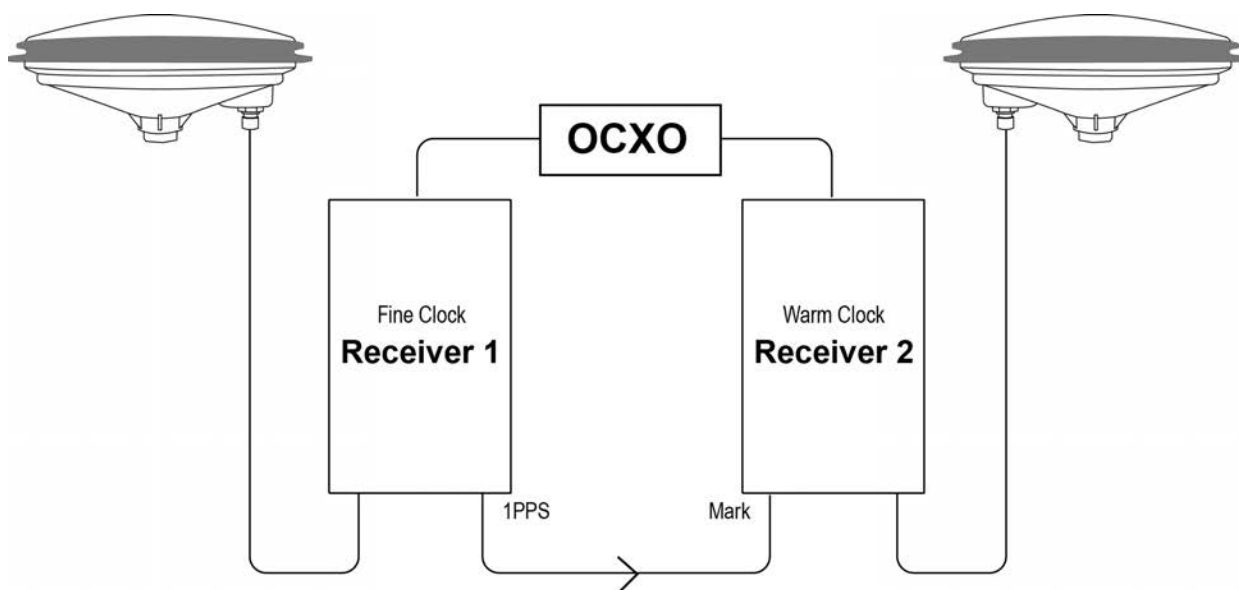 OCXO
Fine Clock
Receiver 1
Warm Clock
Receiver 2
1PPS
Mark